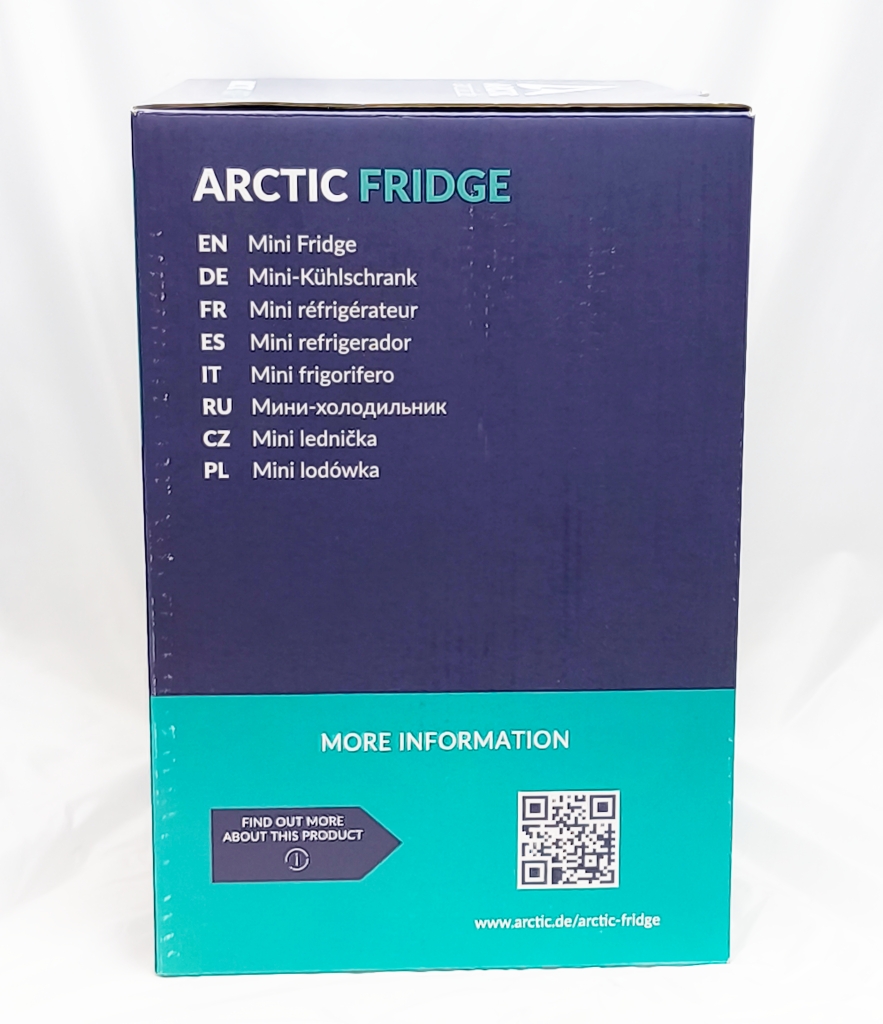 ARCTIC FRIDGE
EN Mini Fridge
DE Mini-Kühlschrank
FR Mini réfrigérateur
ES Mini refrigerador
IT Mini frigorifero
RU Мини-холодильник
CZ Mini lednička
PL Mini lodówka
MORE INFORMATION
FIND OUT MORE
ABOUT THIS PRODUCT
i
www.arctic.de/arctic-fridge